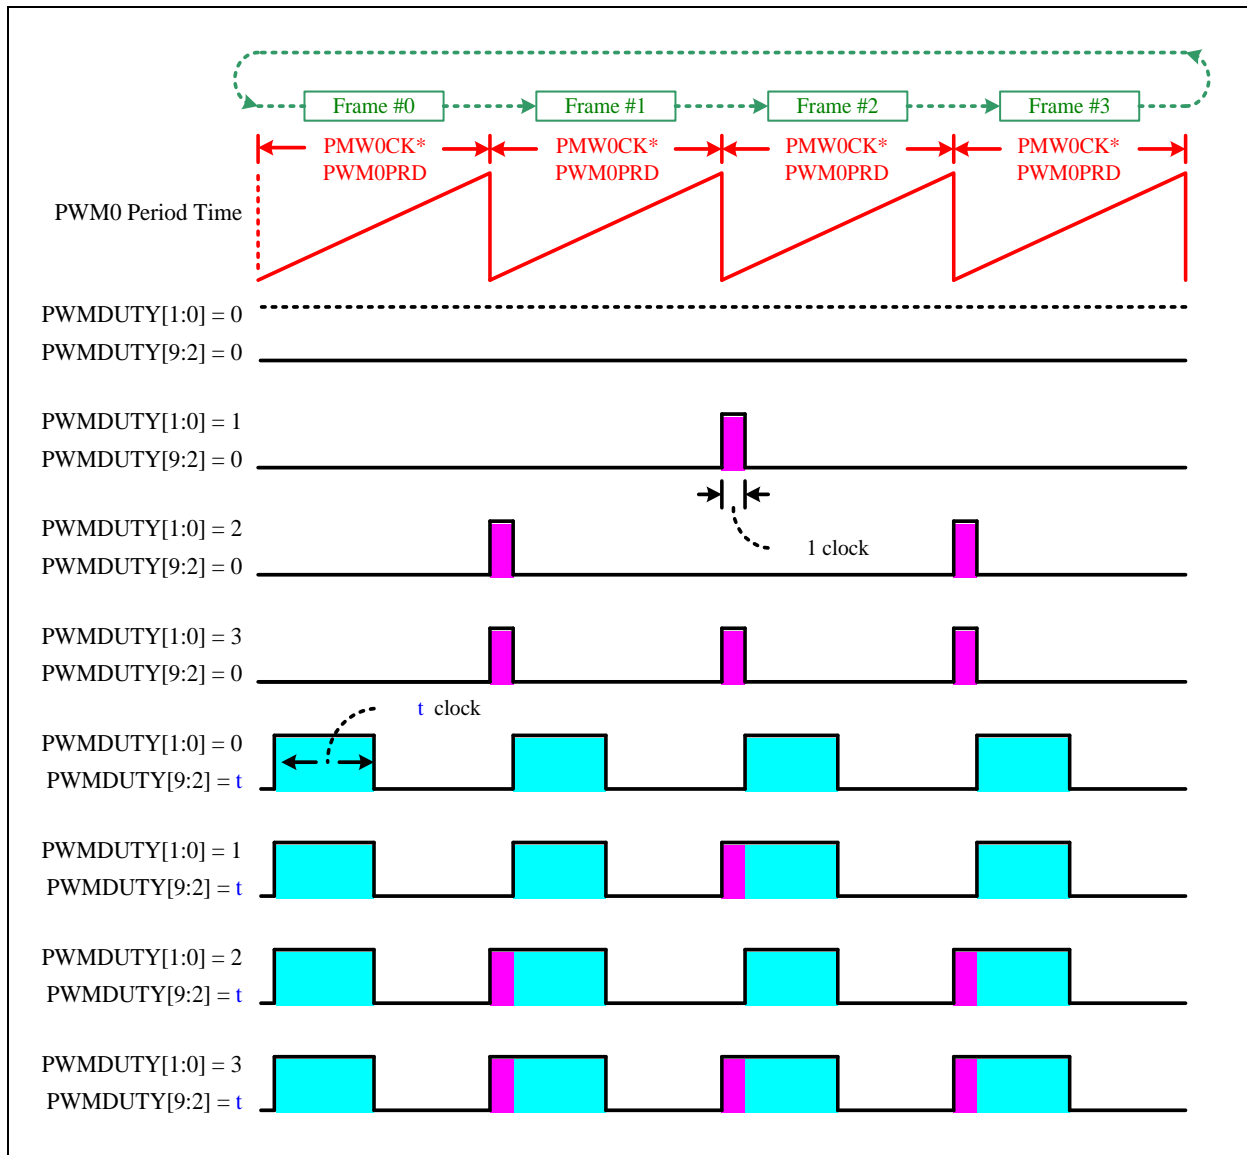 Frame #0 Frame #1 Frame #2 Frame #3
PMW0CK* PMW0CK* PMW0CK* PMW0CK*
PWM0PRD PWM0PRD PWM0PRD PWM0PRD
PWM0 Period Time
PWMDUTY[1:0] = 0
PWMDUTY[9:2] = 0
PWMDUTY[1:0] = 1
PWMDUTY[9:2] = 0
PWMDUTY[1:0] = 2
1 clock
PWMDUTY[9:2] = 0
PWMDUTY[1:0] = 3
PWMDUTY[9:2] = 0
t clock
PWMDUTY[1:0] = 0
PWMDUTY[9:2] = t
PWMDUTY[1:0] = 1
PWMDUTY[9:2] = t
PWMDUTY[1:0] = 2
PWMDUTY[9:2] = t
PWMDUTY[1:0] = 3
PWMDUTY[9:2] = t